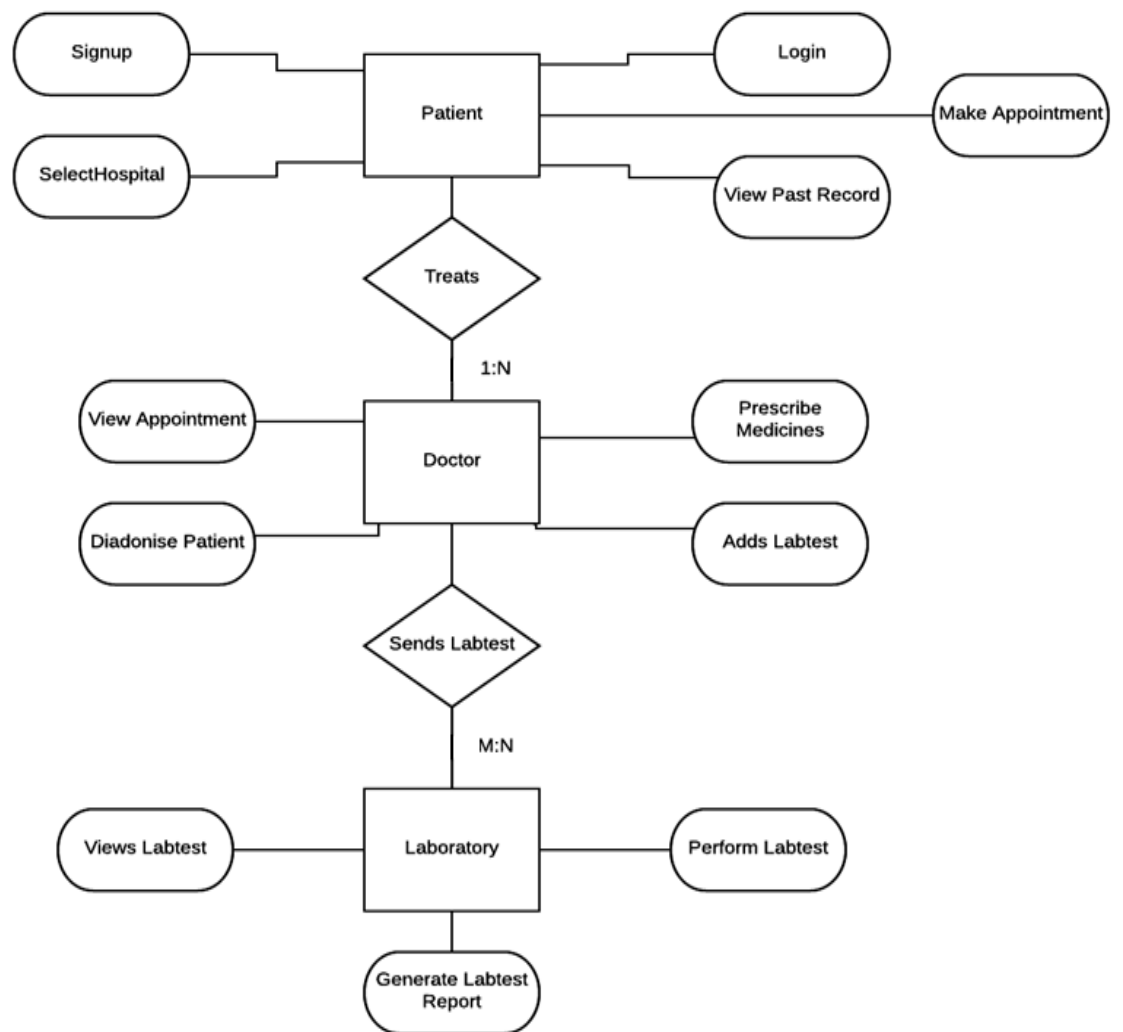 Signup
Login
Patient
Make Appointment
SelectHospital
View Past Record
Treats
1:N
View Appointment
Prescribe
Medicines
Doctor
Diadonise Patient
Adds Labtest
Sends Labtest
M:N
Views Labtest
Laboratory
Perform Labtest
Generate Labtest
Report